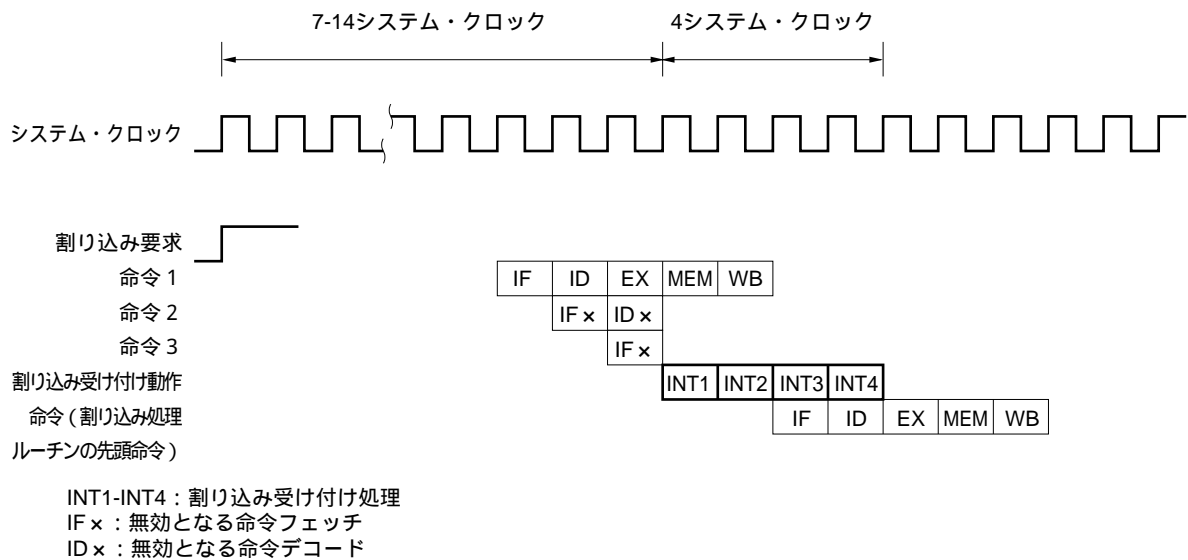 7-14システム・クロック 4システム・クロック
システム・クロック
割り込み要求
命令1 IF ID EX MEM WB
命令2 IF× ID×
命令3 IF×
割り込み受け付け動作 INT1 INT2 INT3 INT4
命令(割り込み処理 IF ID EX MEM WB
ルーチンの先頭命令)
INT1-INT4：割り込み受け付け処理
IF×：無効となる命令フェッチ
ID×：無効となる命令デコード